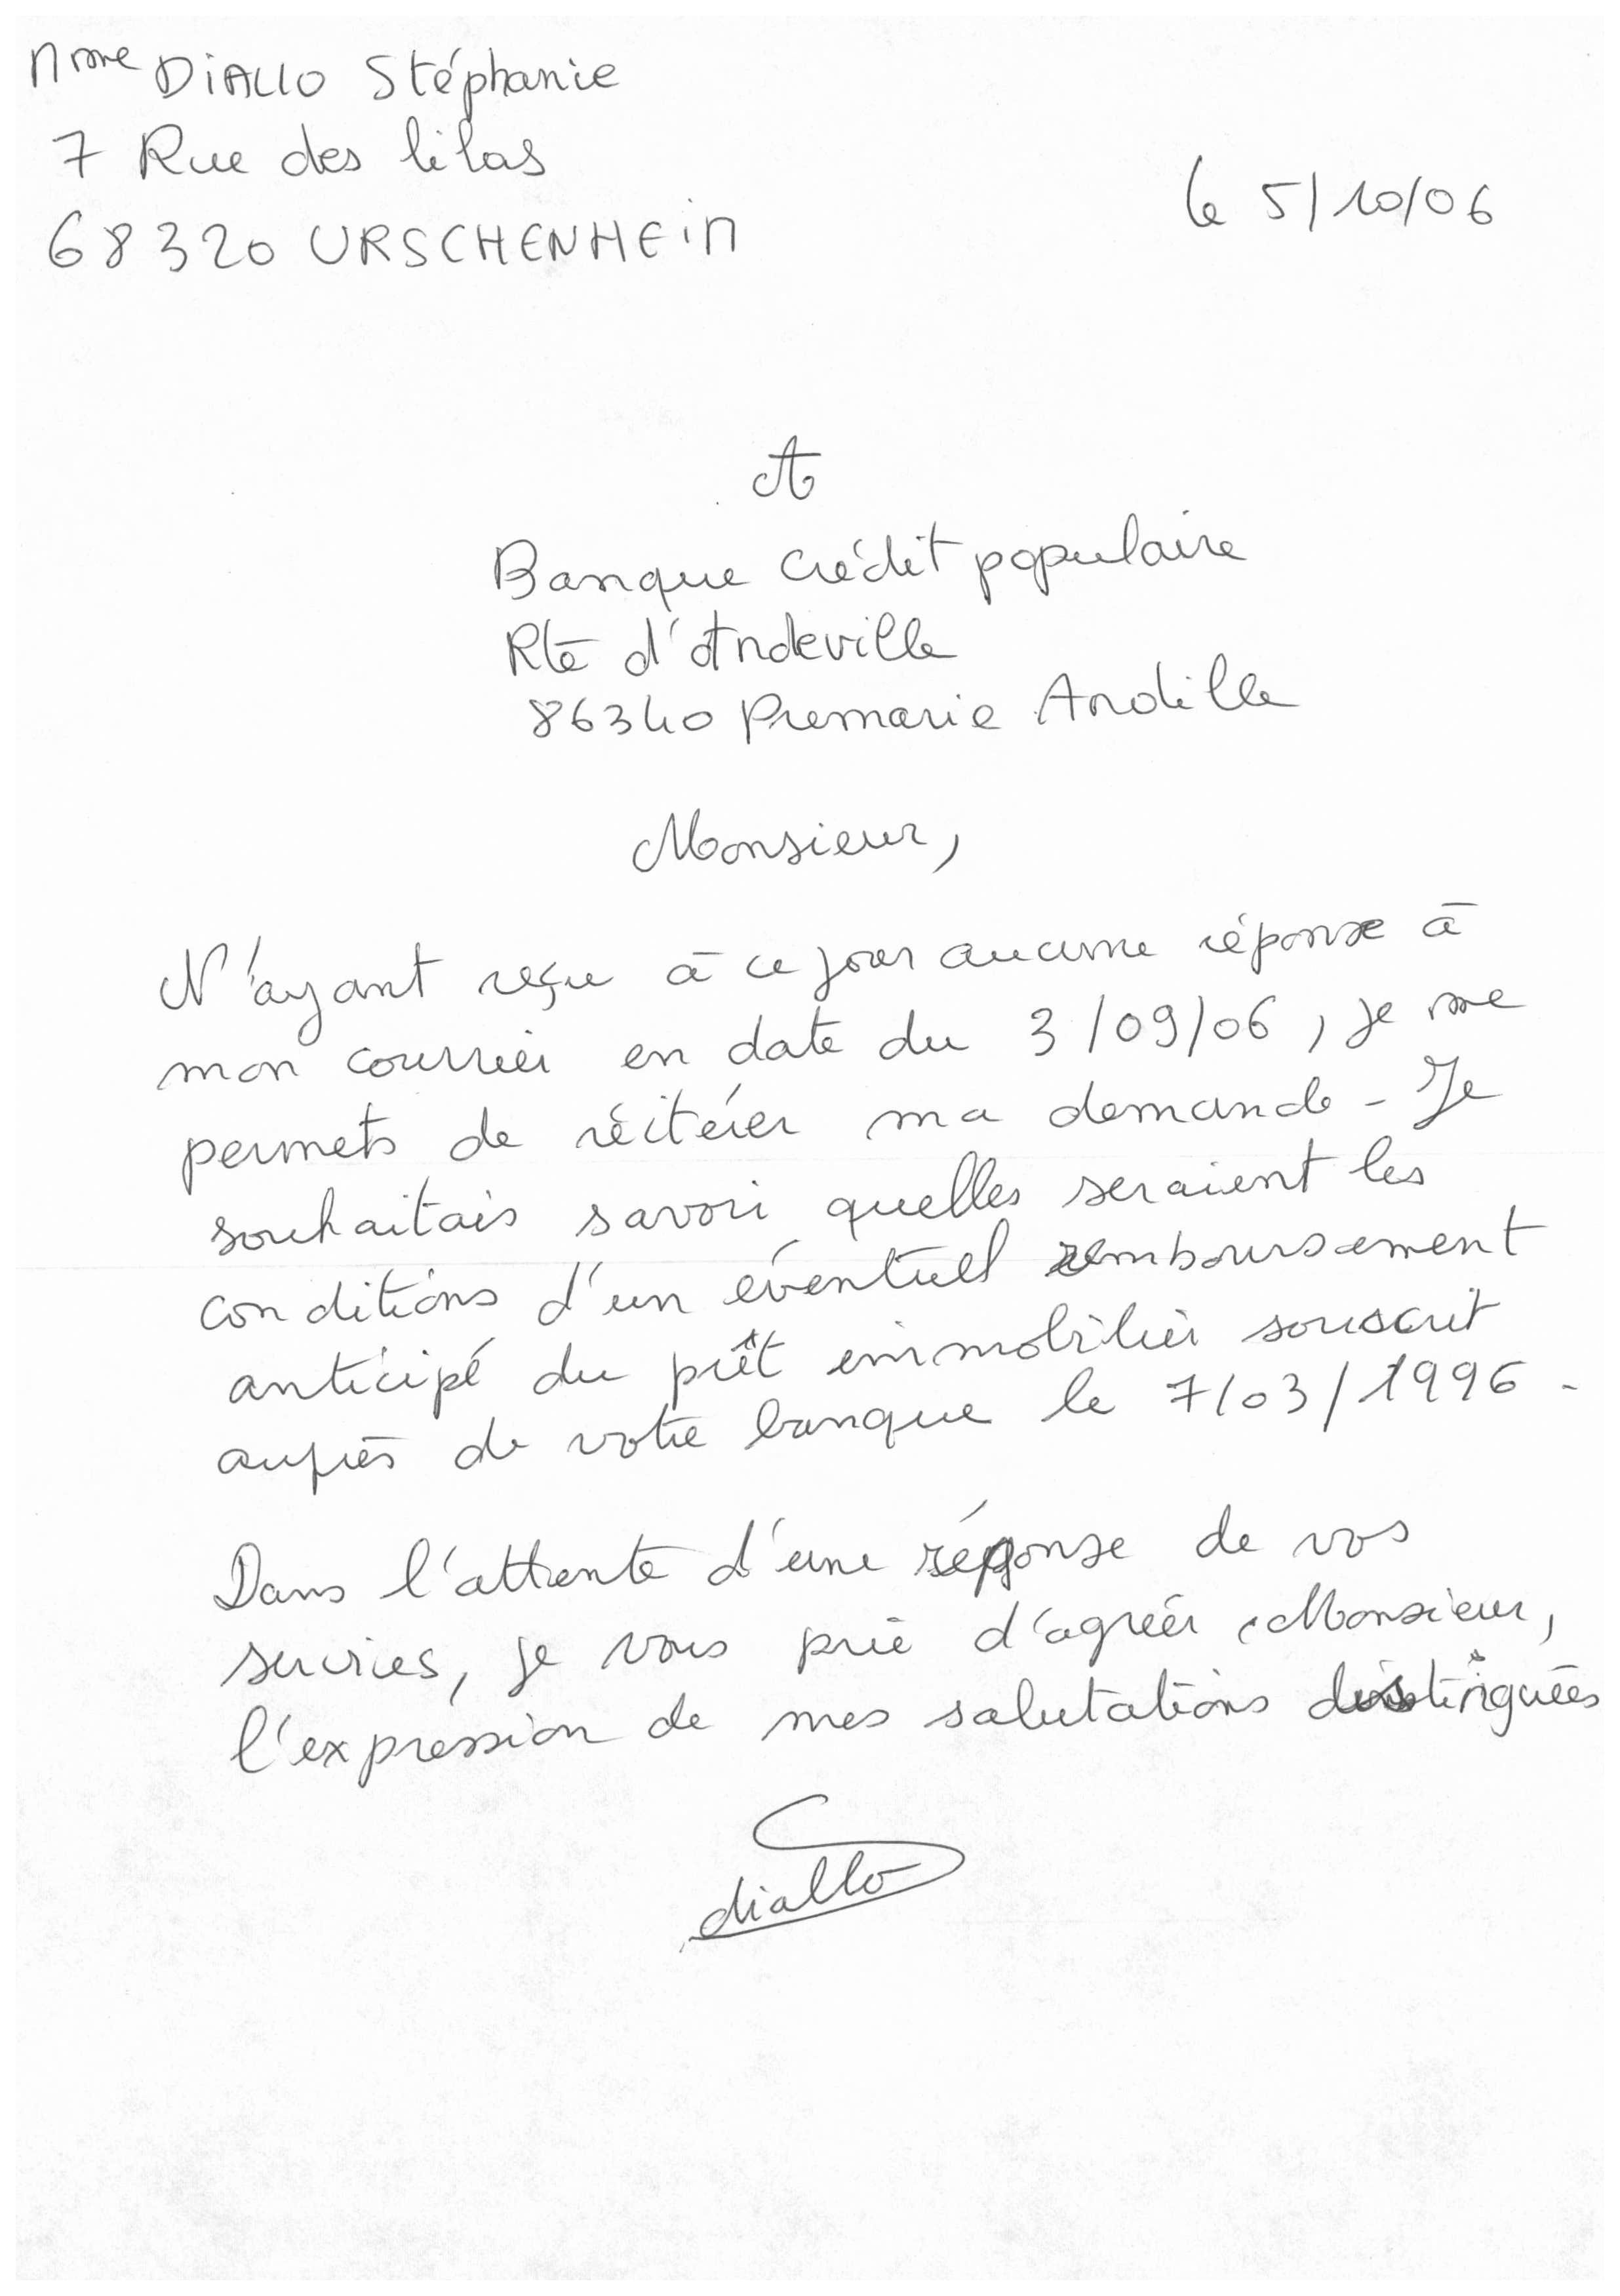 Mme DiALLO Stéphanie
7 Rue des lilas
68320 URSCHENHEiM
le 5/10/06
A
Banque Crédit populaire
Rte d'Andeville
86340 Premarie Andille
Monsieur,
N'ayant reçu à ce jour aucune réponse à
mon courrier en date du 3/09/06, je me
permets de réitérer ma demande. Je
souhaitais savoir quelles seraient les
conditions d'un éventuel remboursement
anticipé du prêt immobilier souscrit
auprès de votre banque le 7/03/1996.
Dans l'attente d'une réponse de vos
services, je vous prie d'agréer, Monsieur,
l'expression de mes salutations distinguées
diallo